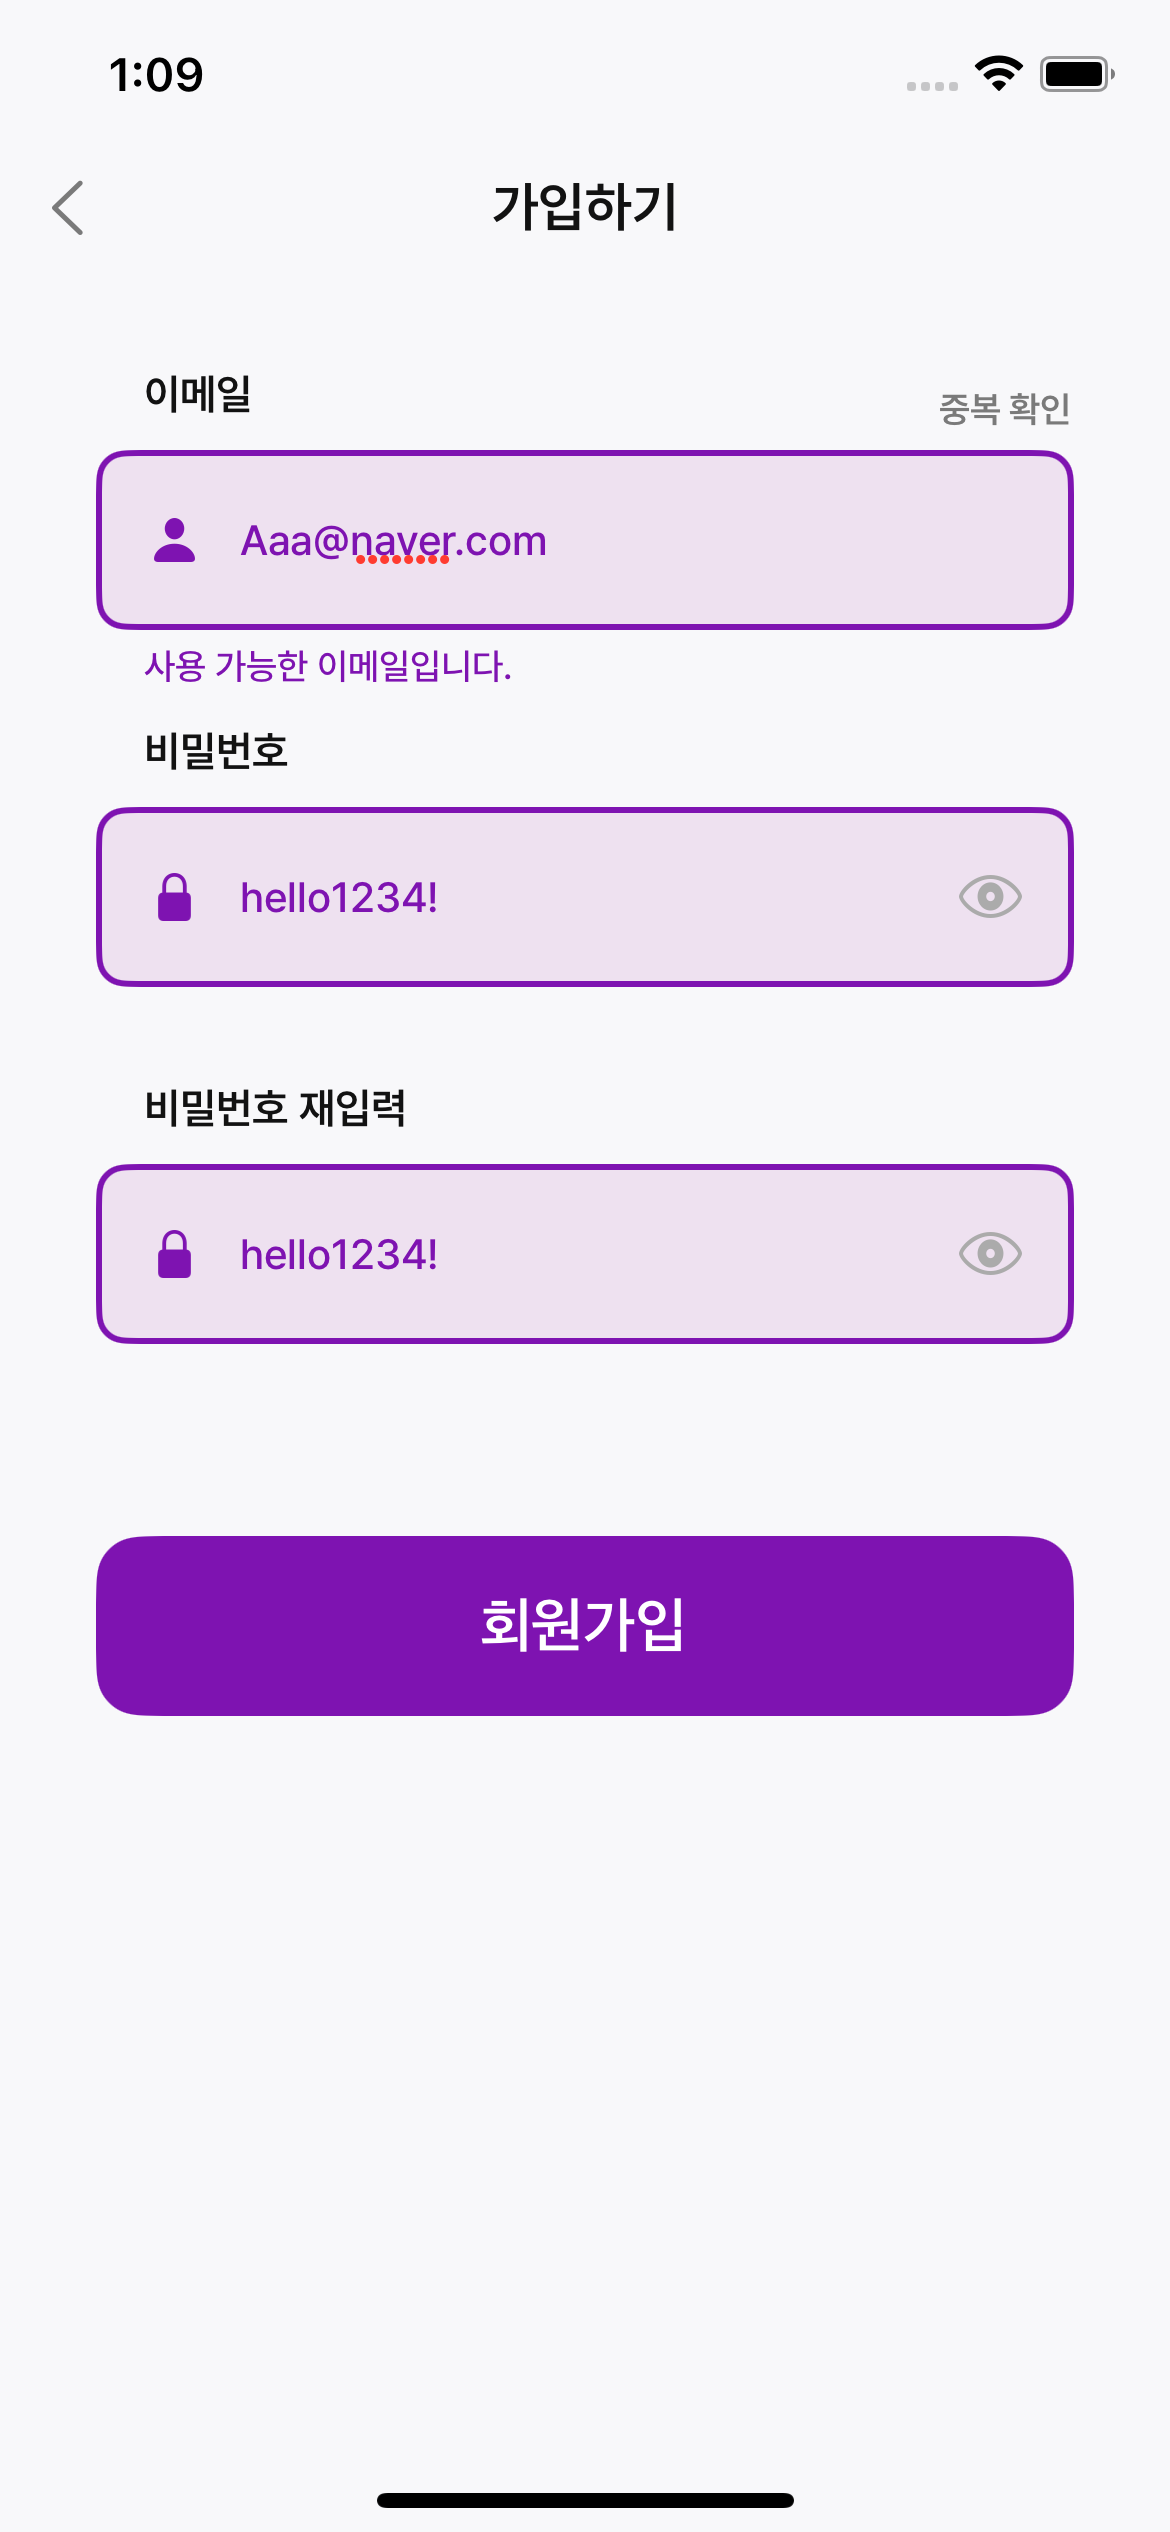 1:09
가입하기
이메일
중복 확인
Aaa@naver.com
사용 가능한 이메일입니다.
비밀번호
hello1234!
비밀번호 재입력
hello1234!
회원가입